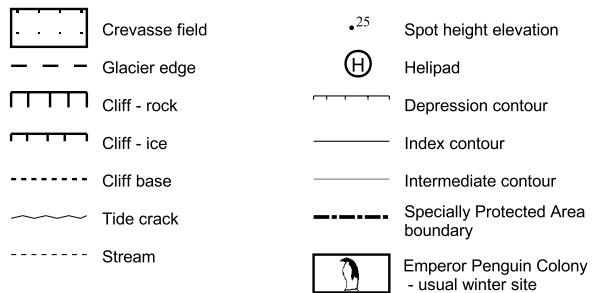 Crevasse field
Glacier edge
Cliff - rock
Cliff - ice
Cliff base
Tide crack
Stream
25 Spot height elevation
H Helipad
Depression contour
Index contour
Intermediate contour
Specially Protected Area
boundary
Emperor Penguin Colony
- usual winter site